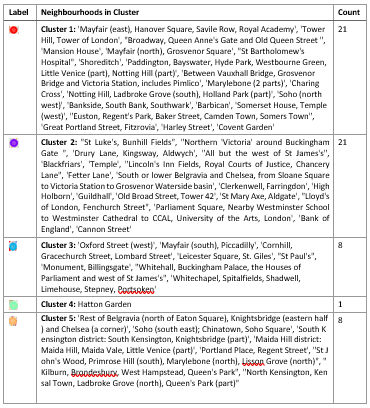 Label Neighbourhoods in Cluster Count
Cluster 1: 'Mayfair (east), Hanover Square, Savile Row, Royal Academy', 'Tower 21
Hill, Tower of London', "Broadway, Queen Anne's Gate and Old Queen Street ",
'Mansion House', 'Mayfair (north), Grosvenor Square', "St Bartholomew's
Hospital", 'Shoreditch', 'Paddington, Bayswater, Hyde Park, Westbourne Green,
Little Venice (part), Notting Hill (part)', 'Between Vauxhall Bridge, Grosvenor
Bridge and Victoria Station, includes Pimlico', 'Marylebone (2 parts)', 'Charing
Cross', 'Notting Hill, Ladbroke Grove (south), Holland Park (part)', 'Soho (north
west)', 'Bankside, South Bank, Southwark', 'Barbican', 'Somerset House, Temple
(west)', "Euston, Regent's Park, Baker Street, Camden Town, Somers Town",
'Great Portland Street, Fitzrovia', 'Harley Street', 'Covent Garden'
Cluster 2: "St Luke's, Bunhill Fields", "Northern 'Victoria' around Buckingham 21
Gate ", 'Drury Lane, Kingsway, Aldwych', "All but the west of St James's",
'Blackfriars', 'Temple', "Lincoln's Inn Fields, Royal Courts of Justice, Chancery
Lane", 'Fetter Lane', 'South or lower Belgravia and Chelsea, from Sloane Square
to Victoria Station to Grosvenor Waterside basin', 'Clerkenwell, Farringdon', 'High
Holborn', 'Guildhall', 'Old Broad Street, Tower 42', 'St Mary Axe, Aldgate', "Lloyd's
of London, Fenchurch Street", 'Parliament Square, Nearby Westminster School
to Westminster Cathedral to CCAL, University of the Arts, London', 'Bank of
England', 'Cannon Street'
Cluster 3: 'Oxford Street (west)', 'Mayfair (south), Piccadilly', 'Cornhill, 8
Gracechurch Street, Lombard Street', 'Leicester Square, St. Giles', "St Paul's",
'Monument, Billingsgate', "Whitehall, Buckingham Palace, the Houses of
Parliament and west of St James's", 'Whitechapel, Spitalfields, Shadwell,
Limehouse, Stepney, Portsoken'
Cluster 4: Hatton Garden 1
Cluster 5: 'Rest of Belgravia (north of Eaton Square), Knightsbridge (eastern half 8
) and Chelsea (a corner)', 'Soho (south east); Chinatown, Soho Square', 'South K
ensington district: South Kensington, Knightsbridge (part)', 'Maida Hill district:
Maida Hill, Maida Vale, Little Venice (part)', 'Portland Place, Regent Street', "St J
ohn's Wood, Primrose Hill (south), Marylebone (north), Lisson Grove (north)", "
Kilburn, Brondesbury, West Hampstead, Queen's Park", "North Kensington, Ken
sal Town, Ladbroke Grove (north), Queen's Park (part)"